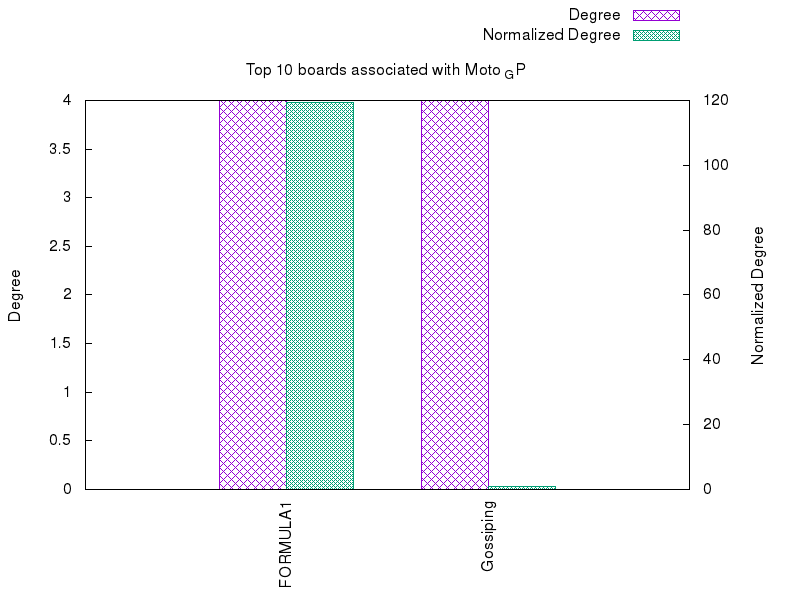 Degree
Normalized Degree
Top 10 boards associated with Moto GP
4
3.5
3
2.5
2
1.5
1
0.5
0
120
100
80
60
40
20
0
Degree
Normalized Degree
FORMULA1
Gossiping